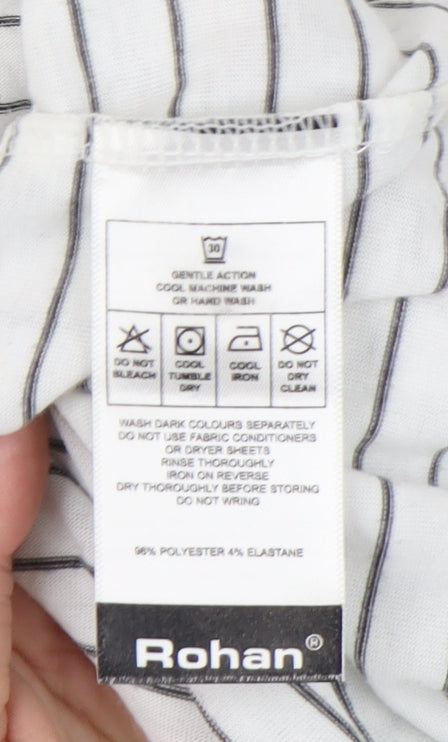 30
GENTLE ACTION
COOL MACHINE WASH
OR HAND WASH
DO NOT
BLEACH
COOL
TUMBLE
DRY
COOL
IRON
DO NOT
DRY
CLEAN
WASH DARK COLOURS SEPARATELY
DO NOT USE FABRIC CONDITIONERS
OR DRYER SHEETS
RINSE THOROUGHLY
IRON ON REVERSE
DRY THOROUGHLY BEFORE STORING
DO NOT WRING
96% POLYESTER 4% ELASTANE
Rohan®